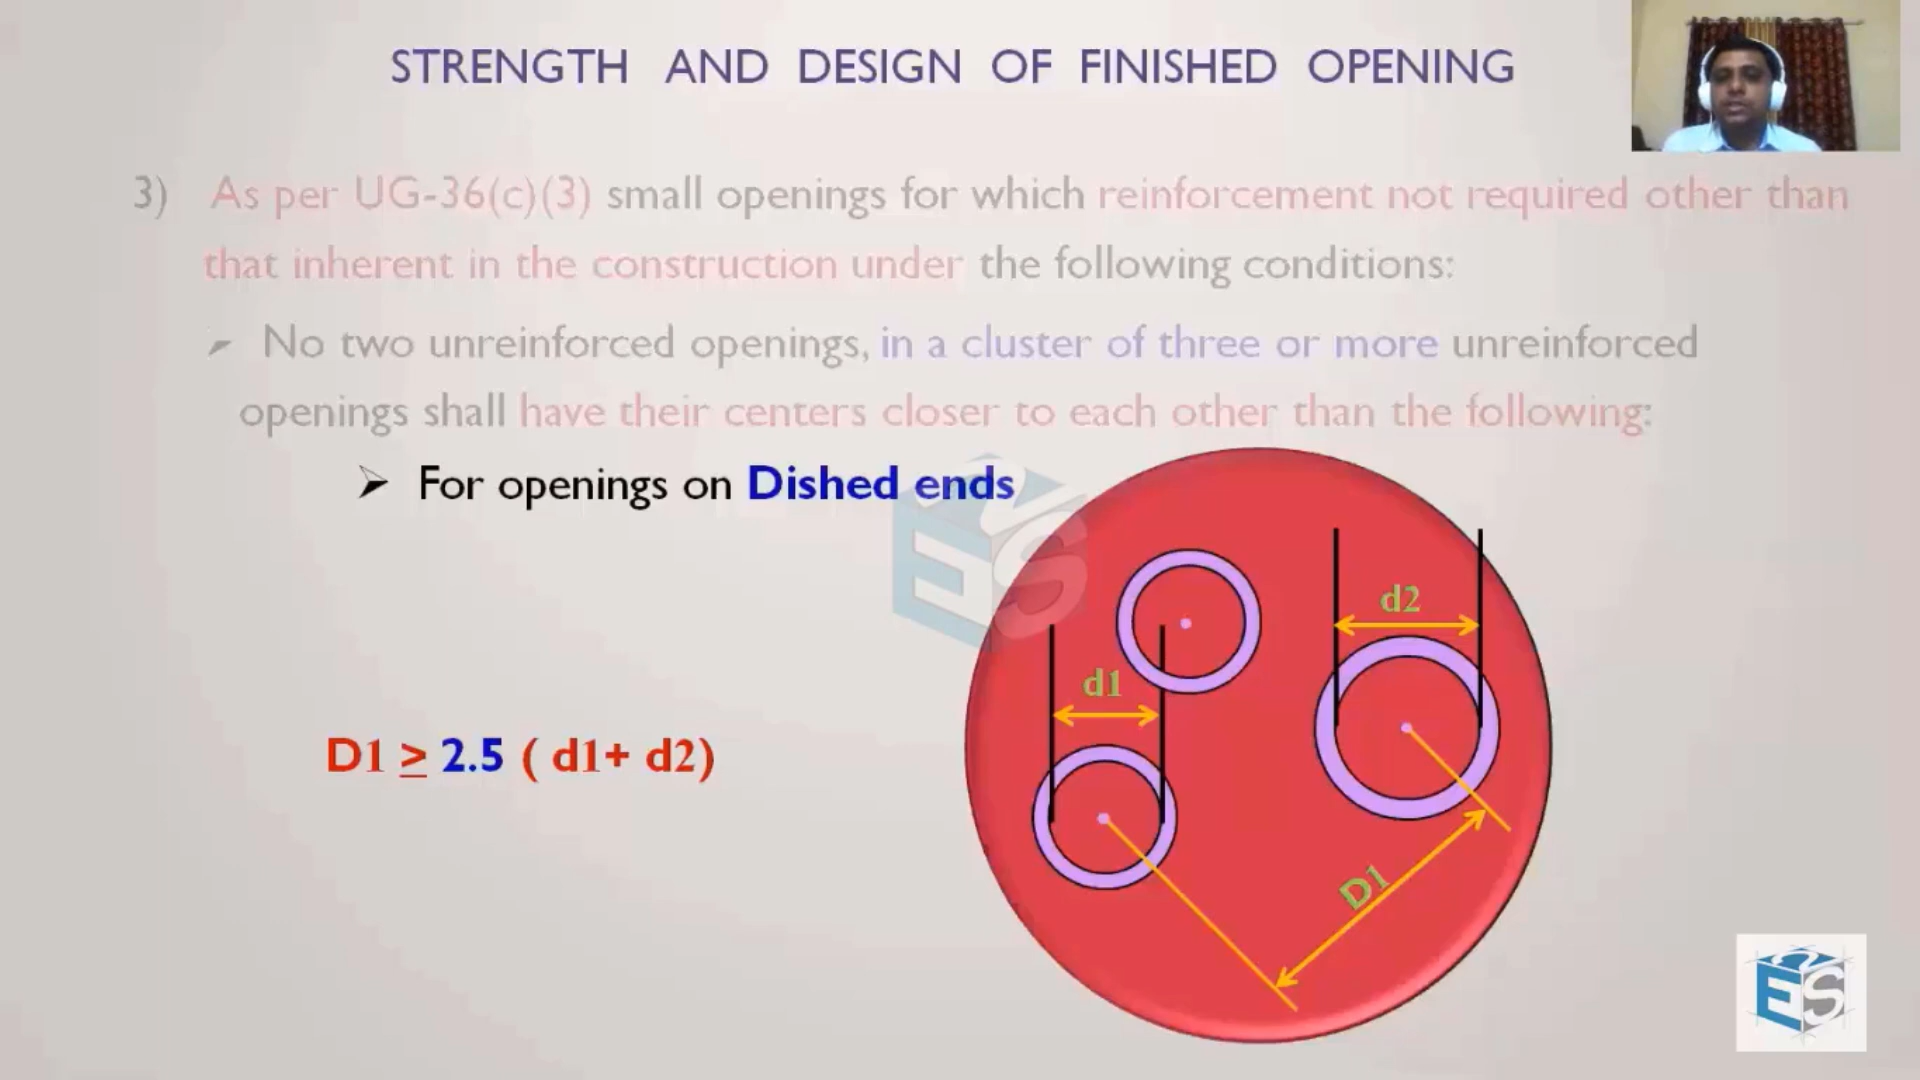 STRENGTH AND DESIGN OF FINISHED OPENING
3) As per UG-36(c)(3) small openings for which reinforcement not required other than
that inherent in the construction under the following conditions:
➢ No two unreinforced openings, in a cluster of three or more unreinforced
openings shall have their centers closer to each other than the following:
➢ For openings on Dished ends
d2
d1
D1 ≥ 2.5 ( d1+ d2)
D1
E2S
E2S